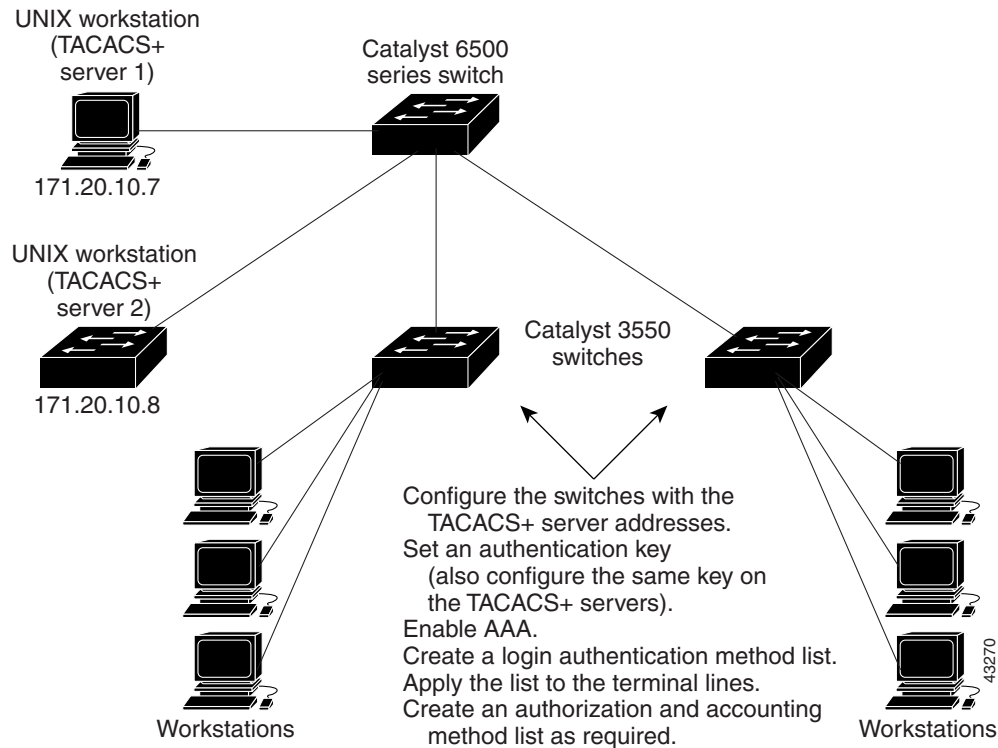 UNIX workstation
(TACACS+
server 1)
Catalyst 6500
series switch
171.20.10.7
UNIX workstation
(TACACS+
server 2)
Catalyst 3550
switches
171.20.10.8
Configure the switches with the
TACACS+ server addresses.
Set an authentication key
(also configure the same key on
the TACACS+ servers).
Enable AAA.
Create a login authentication method list.
Apply the list to the terminal lines.
Create an authorization and accounting
method list as required.
Workstations
Workstations
43270